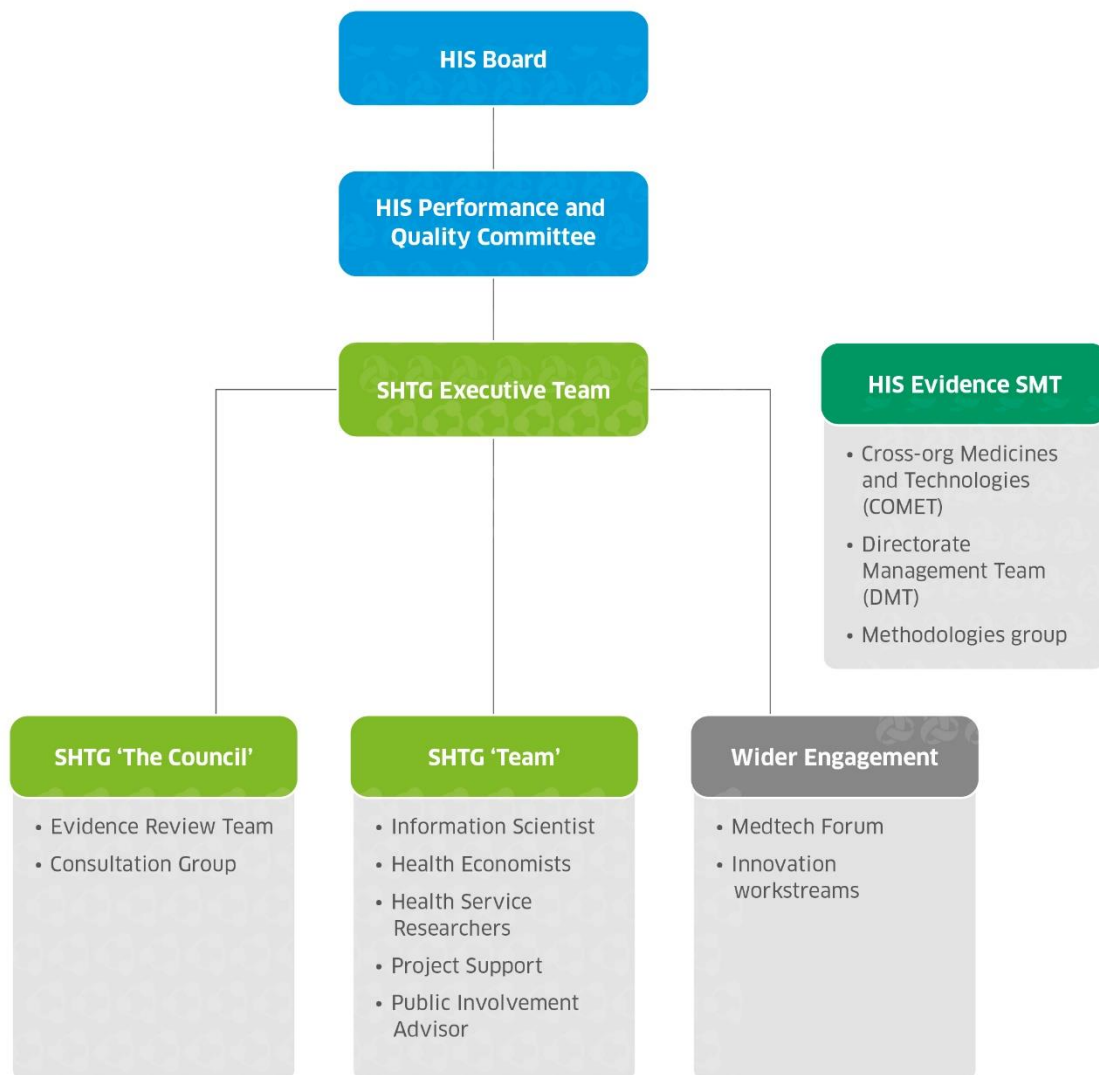 HIS Board
HIS Performance and
Quality Committee
SHTG Executive Team
HIS Evidence SMT
• Cross-org Medicines
and Technologies
(COMET)
• Directorate
Management Team
(DMT)
• Methodologies group
SHTG ‘The Council’
• Evidence Review Team
• Consultation Group
SHTG ‘Team’
• Information Scientist
• Health Economists
• Health Service
Researchers
• Project Support
• Public Involvement
Advisor
Wider Engagement
• Medtech Forum
• Innovation
workstreams